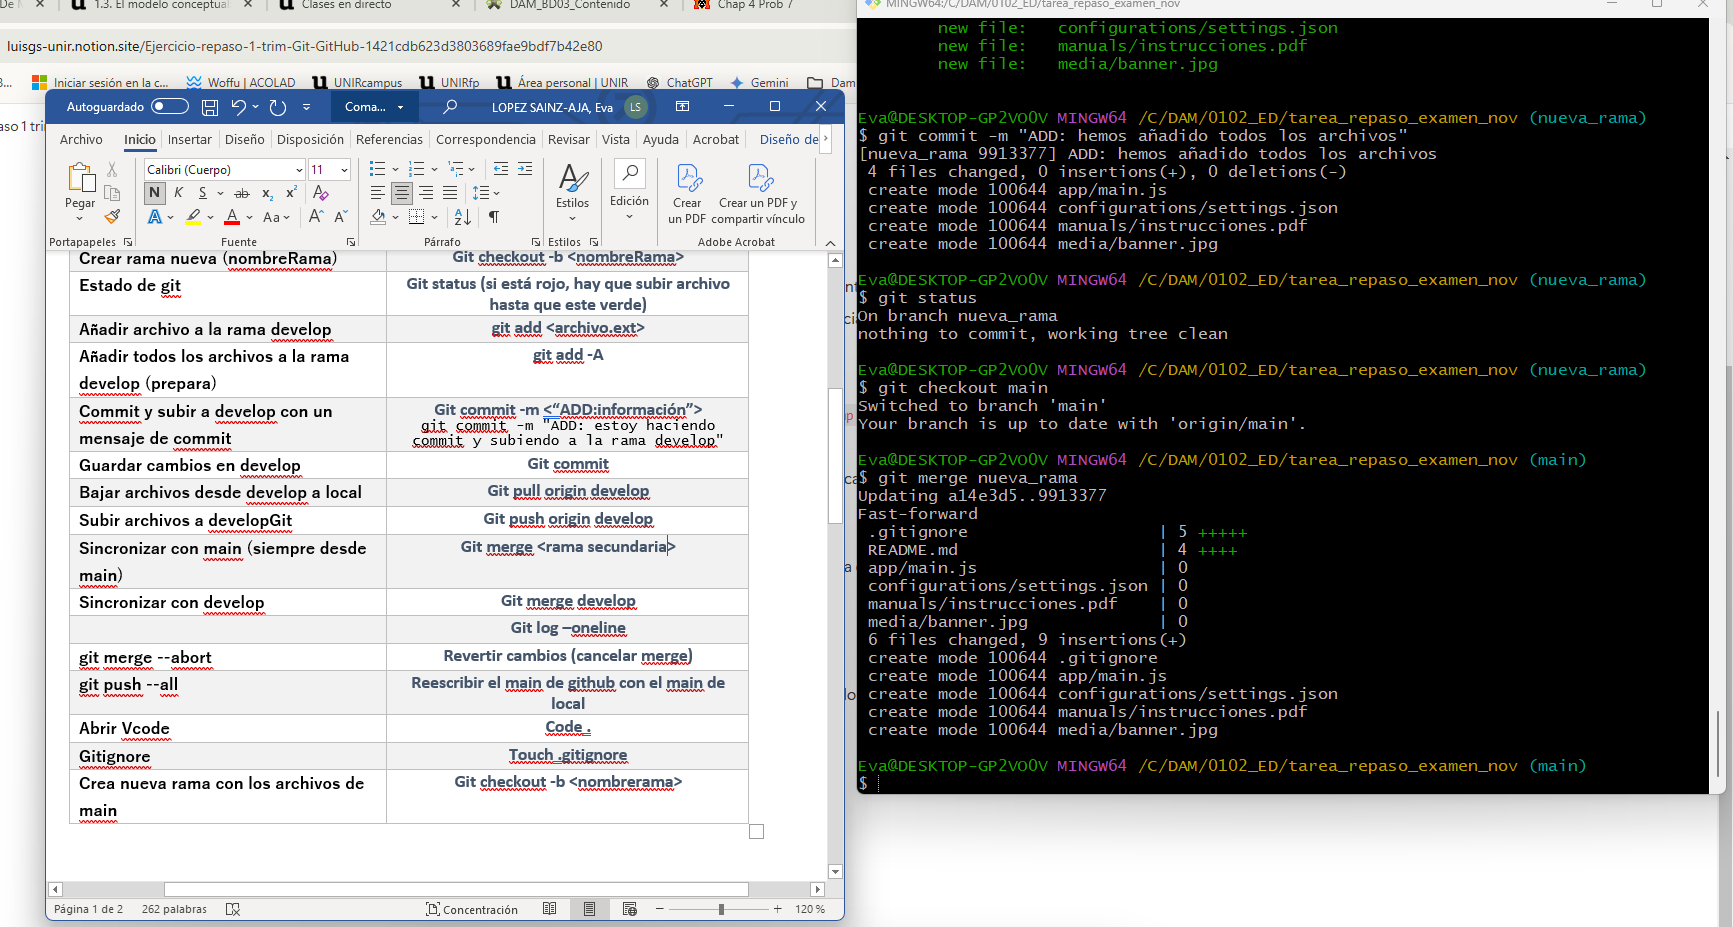 1.3. El modelo conceptual
Clases en directo
DAM_BD03_Contenido
Chap 4 Prob 7
luisgs-unir.notion.site/Ejercicio-repaso-1-trim-Git-GitHub-1421cdb623d3803689fae9bdf7b42e80
Iniciar sesión en la c...
Woffu | ACOLAD
UNIRcampus
UNIRfp
Área personal | UNIR
ChatGPT
Gemini
Dam
Autoguardado
Coma...
LOPEZ SAINZ-AJA, Eva
LS
Archivo Inicio Insertar Diseño Disposición Referencias Correspondencia Revisar Vista Ayuda Acrobat Diseño de
Calibri (Cuerpo)
11
Pegar
N K S ab x₂ x²
Aa
Estilos
Edición
Crear un PDF
Crear un PDF y compartir vínculo
Portapapeles
Fuente
Párrafo
Estilos
Adobe Acrobat
Crear rama nueva (nombreRama)
Git checkout -b <nombreRama>
Estado de git
Git status (si está rojo, hay que subir archivo
hasta que este verde)
Añadir archivo a la rama develop
git add <archivo.ext>
Añadir todos los archivos a la rama
develop (prepara)
git add -A
Commit y subir a develop con un
mensaje de commit
Git commit -m <“ADD:información”>
git commit -m "ADD: estoy haciendo
commit y subiendo a la rama develop"
Guardar cambios en develop
Git commit
Bajar archivos desde develop a local
Git pull origin develop
Subir archivos a developGit
Git push origin develop
Sincronizar con main (siempre desde
main)
Git merge <rama secundaria>
Sincronizar con develop
Git merge develop
Git log –oneline
git merge --abort
Revertir cambios (cancelar merge)
git push --all
Reescribir el main de github con el main de
local
Abrir Vcode
Code .
Gitignore
Touch .gitignore
Crea nueva rama con los archivos de
main
Git checkout -b <nombrerama>
Página 1 de 2
262 palabras
Concentración
120 %
MINGW64:/C/DAM/0102_ED/tarea_repaso_examen_nov
new file:   configurations/settings.json
new file:   manuals/instrucciones.pdf
new file:   media/banner.jpg
Eva@DESKTOP-GP2VO0V MINGW64 /C/DAM/0102_ED/tarea_repaso_examen_nov (nueva_rama)
$ git commit -m "ADD: hemos añadido todos los archivos"
[nueva_rama 9913377] ADD: hemos añadido todos los archivos
4 files changed, 0 insertions(+), 0 deletions(-)
create mode 100644 app/main.js
create mode 100644 configurations/settings.json
create mode 100644 manuals/instrucciones.pdf
create mode 100644 media/banner.jpg
Eva@DESKTOP-GP2VO0V MINGW64 /C/DAM/0102_ED/tarea_repaso_examen_nov (nueva_rama)
$ git status
On branch nueva_rama
nothing to commit, working tree clean
Eva@DESKTOP-GP2VO0V MINGW64 /C/DAM/0102_ED/tarea_repaso_examen_nov (nueva_rama)
$ git checkout main
Switched to branch 'main'
Your branch is up to date with 'origin/main'.
Eva@DESKTOP-GP2VO0V MINGW64 /C/DAM/0102_ED/tarea_repaso_examen_nov (main)
$ git merge nueva_rama
Updating a14e3d5..9913377
Fast-forward
.gitignore                   | 5 +++++
README.md                    | 4 ++++
app/main.js                  | 0
configurations/settings.json | 0
manuals/instrucciones.pdf    | 0
media/banner.jpg             | 0
6 files changed, 9 insertions(+)
create mode 100644 .gitignore
create mode 100644 app/main.js
create mode 100644 configurations/settings.json
create mode 100644 manuals/instrucciones.pdf
create mode 100644 media/banner.jpg
Eva@DESKTOP-GP2VO0V MINGW64 /C/DAM/0102_ED/tarea_repaso_examen_nov (main)
$